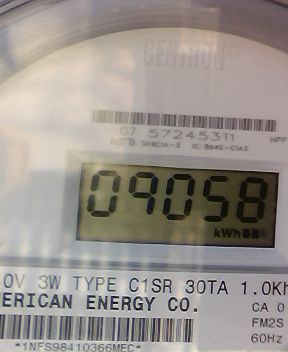 CENTRON
07 57245311
HPP
09058
kWh
0V 3W TYPE C1SR 30TA 1.0Kh
ERICAN ENERGY CO.
CA 0
FM2S
60Hz
*1NFS98410366MEC*